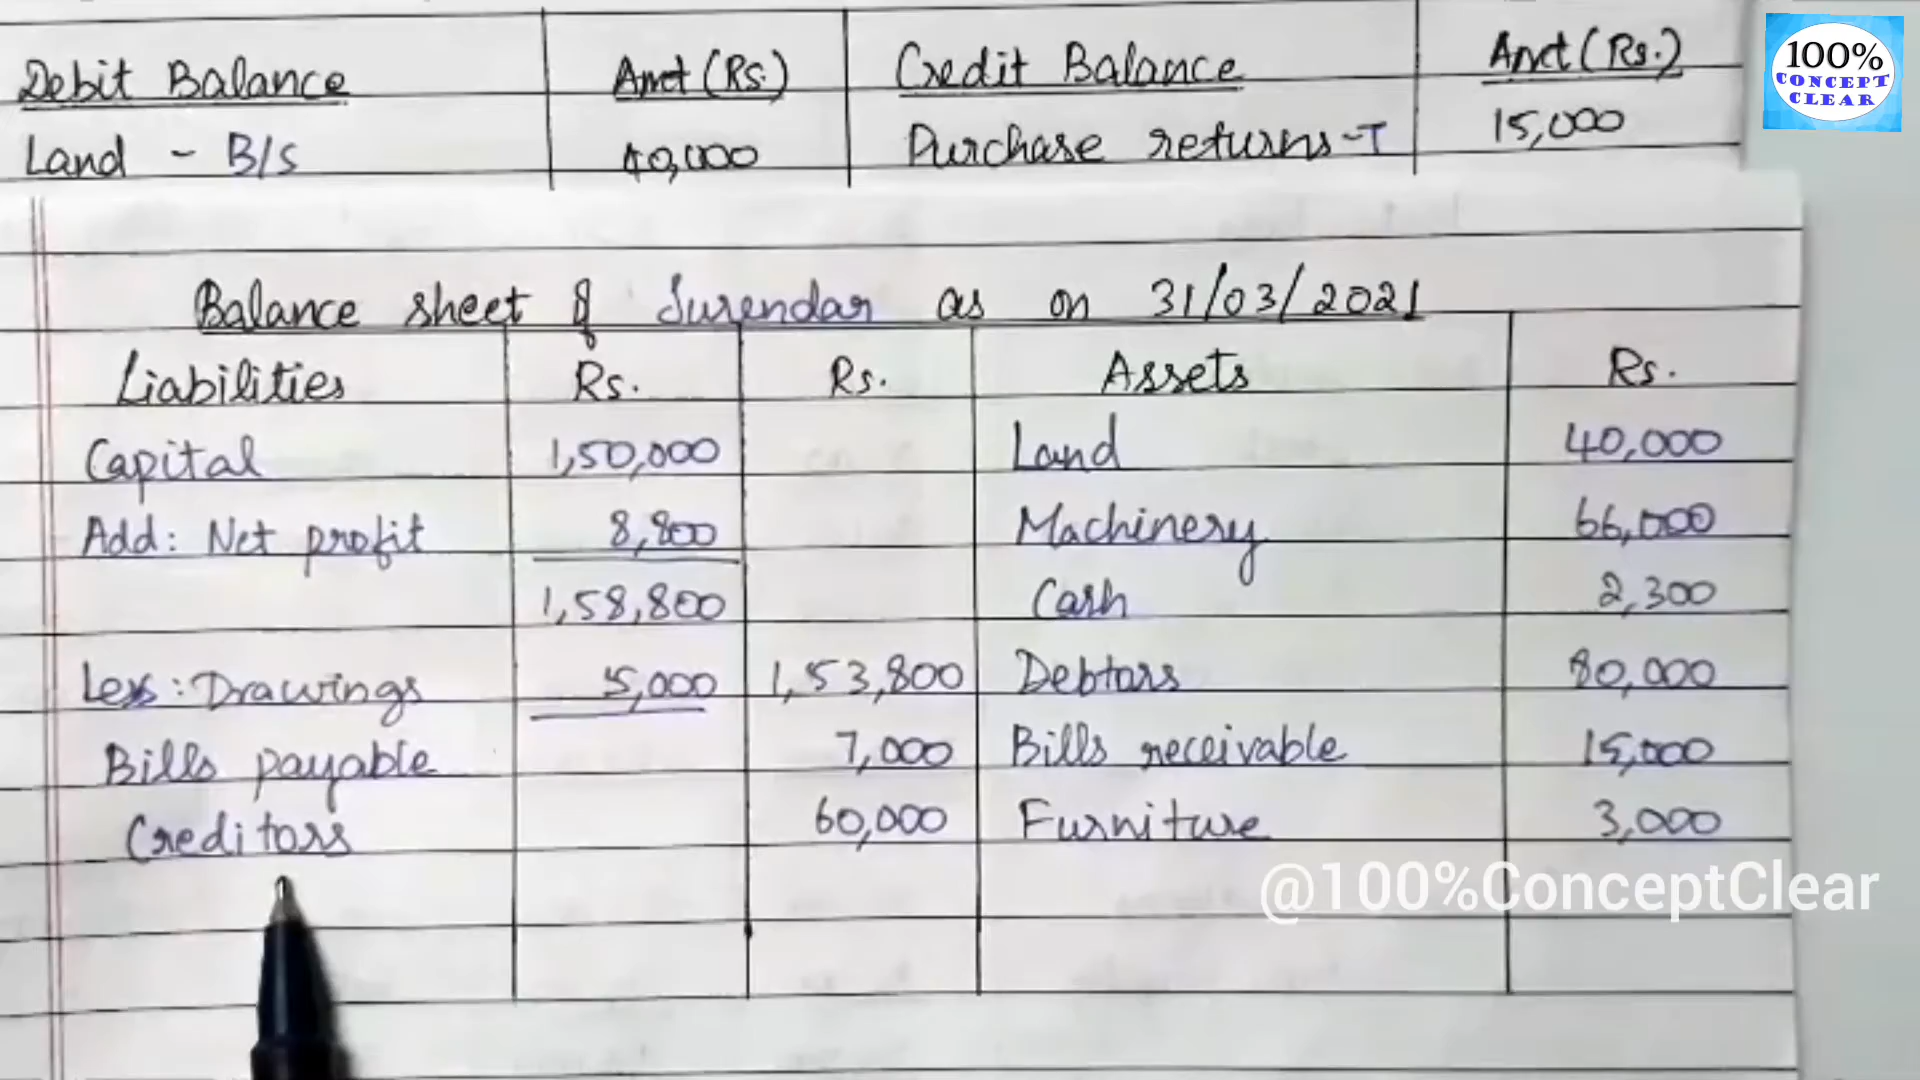 Debit Balance Amt (Rs.) Credit Balance Amt (Rs.)
Land - B/S 40,000 Purchase returns-T 15,000
100%
CONCEPT
CLEAR
Balance sheet of Surendar as on 31/03/2021
Liabilities Rs. Rs. Assets Rs.
Capital 1,50,000 Land 40,000
Add: Net profit 8,800 Machinery 66,000
1,58,800 Cash 2,300
Less: Drawings 5,000 1,53,800 Debtors 80,000
Bills payable 7,000 Bills receivable 15,000
Creditors 60,000 Furniture 3,000
@100%ConceptClear